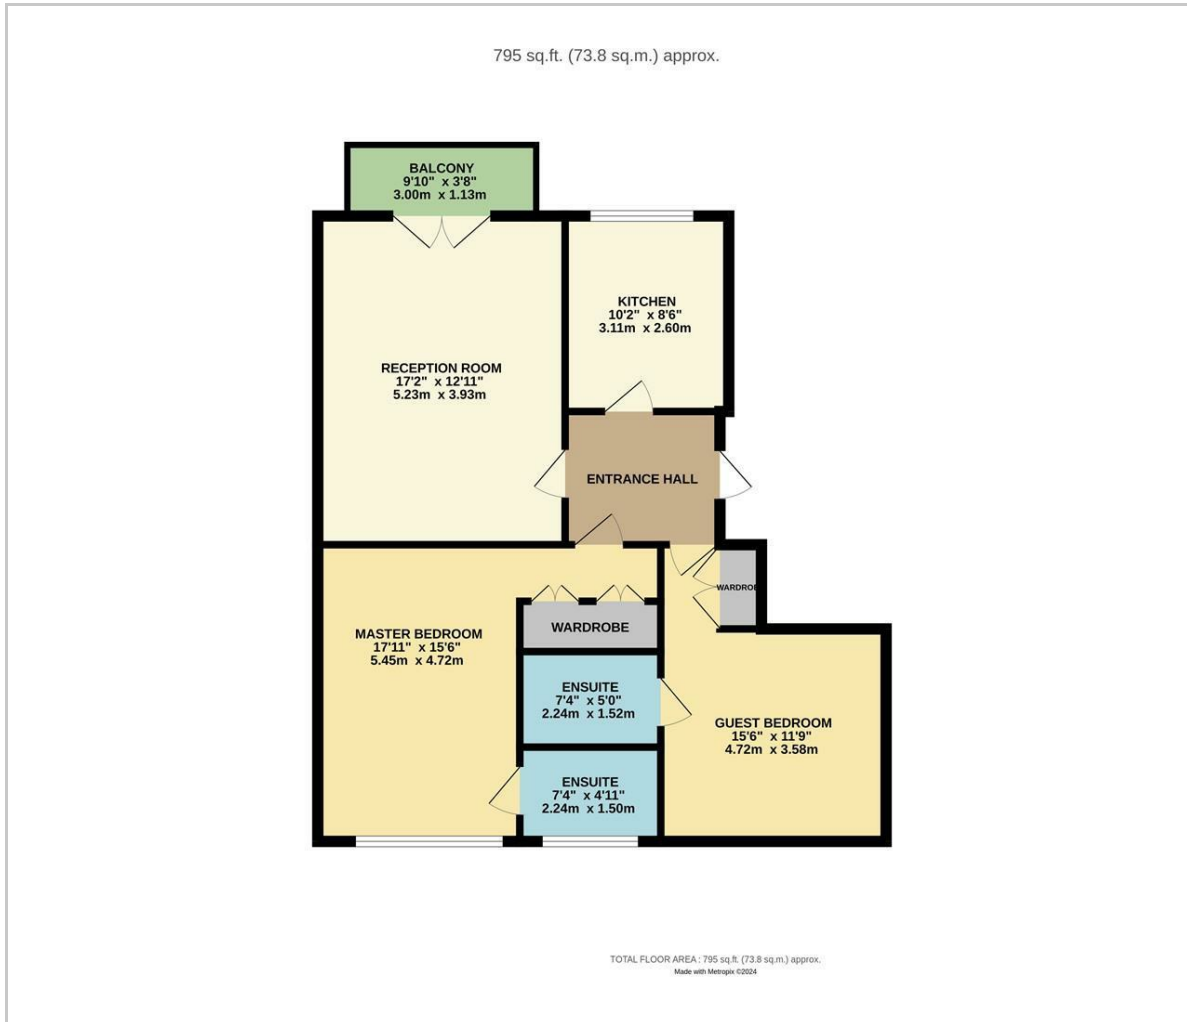 795 sq.ft. (73.8 sq.m.) approx.
BALCONY
9'10" x 3'8"
3.00m x 1.13m
KITCHEN
10'2" x 8'6"
3.11m x 2.60m
RECEPTION ROOM
17'2" x 12'11"
5.23m x 3.93m
ENTRANCE HALL
WARDROB
WARDROBE
MASTER BEDROOM
17'11" x 15'6"
5.45m x 4.72m
ENSUITE
7'4" x 5'0"
2.24m x 1.52m
GUEST BEDROOM
15'6" x 11'9"
4.72m x 3.58m
ENSUITE
7'4" x 4'11"
2.24m x 1.50m
TOTAL FLOOR AREA : 795 sq.ft. (73.8 sq.m.) approx.
Made with Metropix ©2024